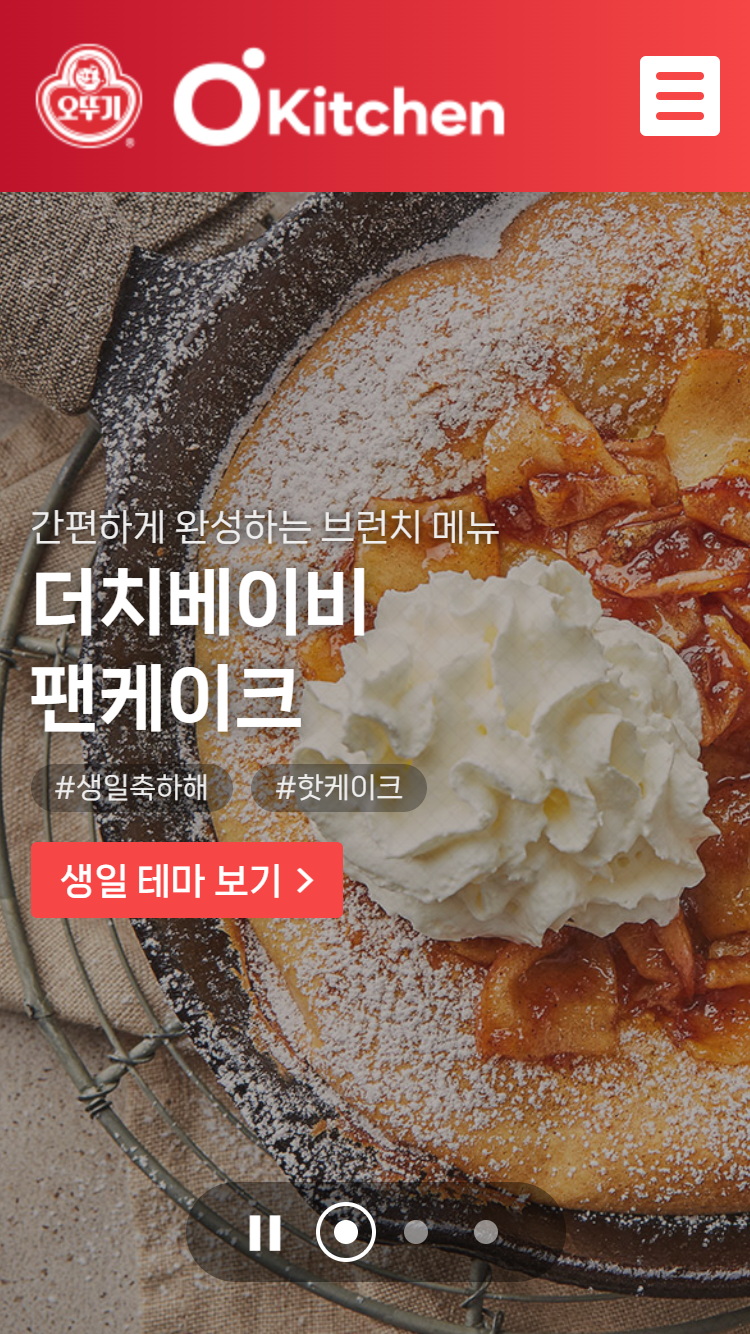 오뚜기
O'Kitchen
간편하게 완성하는 브런치 메뉴
더치베이비
팬케이크
#생일축하해 #핫케이크
생일 테마 보기 >